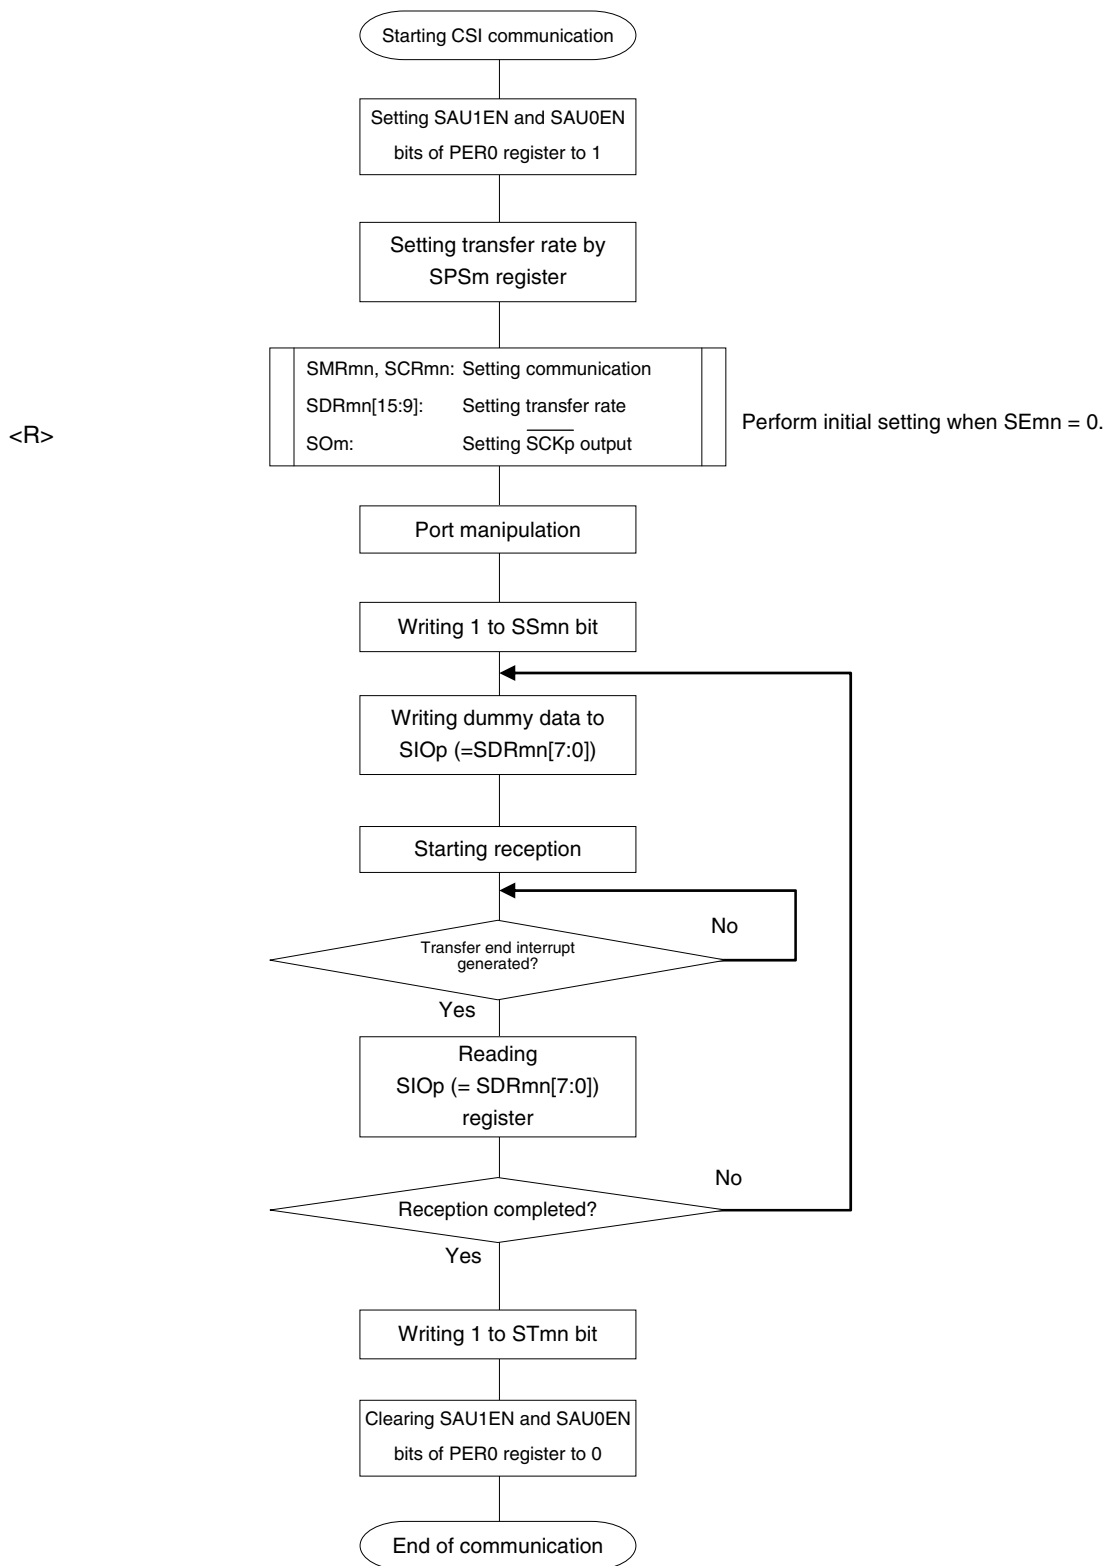 Starting CSI communication
Setting SAU1EN and SAU0EN
bits of PER0 register to 1
Setting transfer rate by
SPSm register
SMRmn, SCRmn: Setting communication
SDRmn[15:9]: Setting transfer rate
SOm: Setting SCKp output
<R>
Perform initial setting when SEmn = 0.
Port manipulation
Writing 1 to SSmn bit
Writing dummy data to
SIOp (=SDRmn[7:0])
Starting reception
No
Transfer end interrupt
generated?
Yes
Reading
SIOp (= SDRmn[7:0])
register
No
Reception completed?
Yes
Writing 1 to STmn bit
Clearing SAU1EN and SAU0EN
bits of PER0 register to 0
End of communication